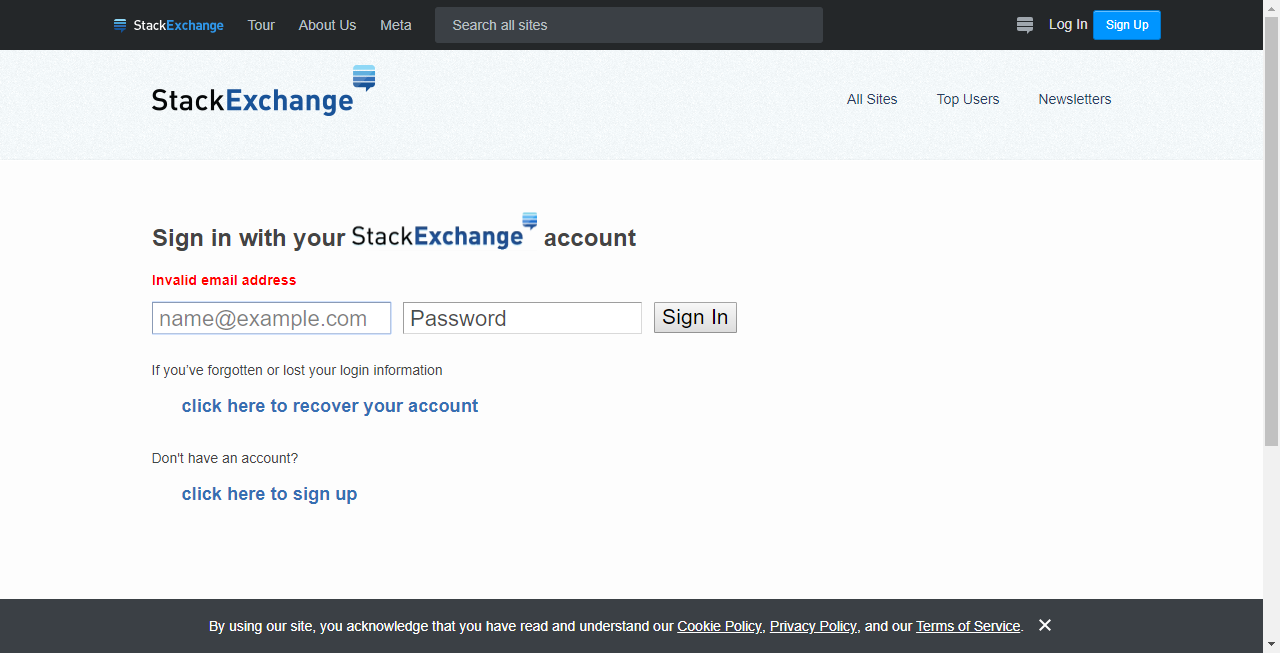 StackExchange Tour About Us Meta Search all sites Log In Sign Up
StackExchange All Sites Top Users Newsletters
Sign in with your StackExchange account
Invalid email address
name@example.com Password Sign In
If you've forgotten or lost your login information
click here to recover your account
Don't have an account?
click here to sign up
By using our site, you acknowledge that you have read and understand our Cookie Policy, Privacy Policy, and our Terms of Service.